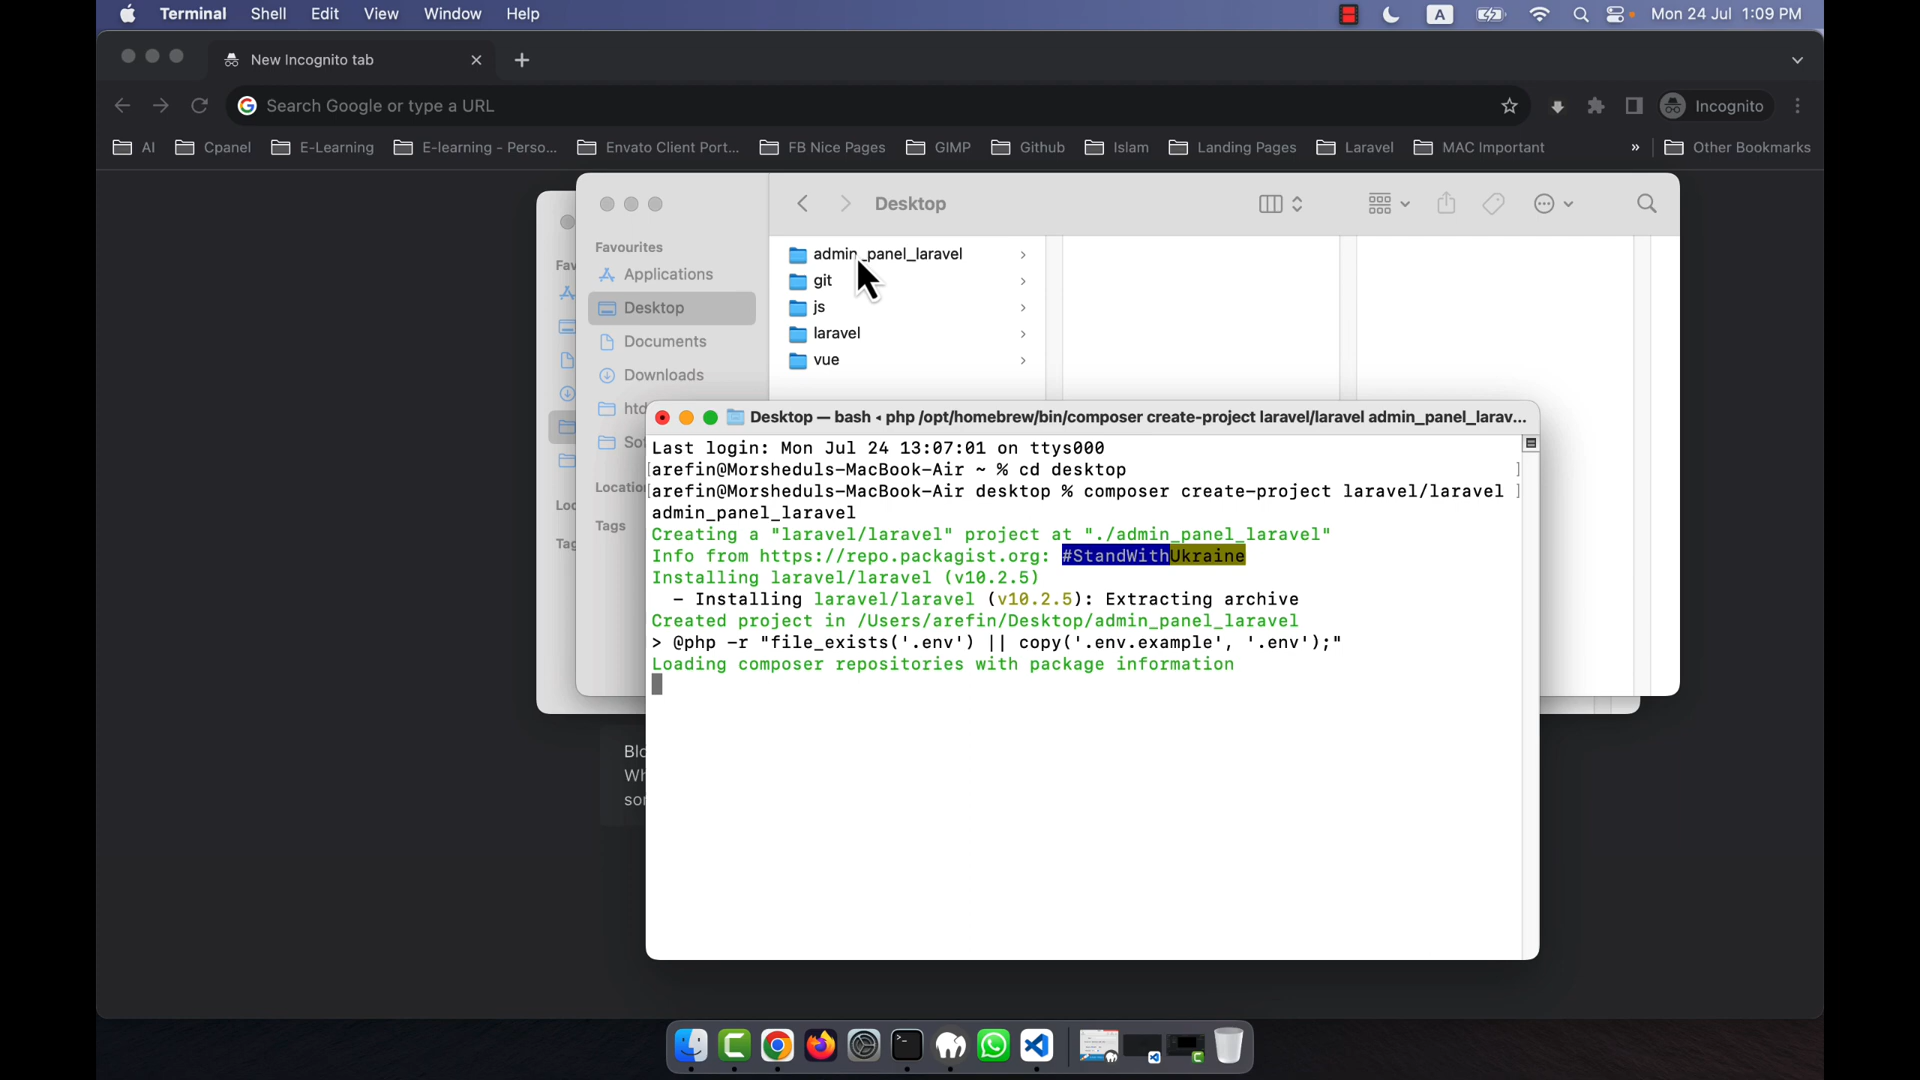 Terminal Shell Edit View Window Help
A Mon 24 Jul 1:09 PM
New Incognito tab
Search Google or type a URL
Incognito
AI Cpanel E-Learning E-learning - Perso... Envato Client Port... FB Nice Pages GIMP Github Islam Landing Pages Laravel MAC Important » Other Bookmarks
Desktop
Favourites
Applications
Desktop
Documents
Downloads
Tags
admin_panel_laravel
git
js
laravel
vue
Desktop — bash ◂ php /opt/homebrew/bin/composer create-project laravel/laravel admin_panel_larav...
Last login: Mon Jul 24 13:07:01 on ttys000
[arefin@Morsheduls-MacBook-Air ~ % cd desktop ]
[arefin@Morsheduls-MacBook-Air desktop % composer create-project laravel/laravel ]
admin_panel_laravel
Creating a "laravel/laravel" project at "./admin_panel_laravel"
Info from https://repo.packagist.org: #StandWithUkraine
Installing laravel/laravel (v10.2.5)
- Installing laravel/laravel (v10.2.5): Extracting archive
Created project in /Users/arefin/Desktop/admin_panel_laravel
> @php -r "file_exists('.env') || copy('.env.example', '.env');"
Loading composer repositories with package information